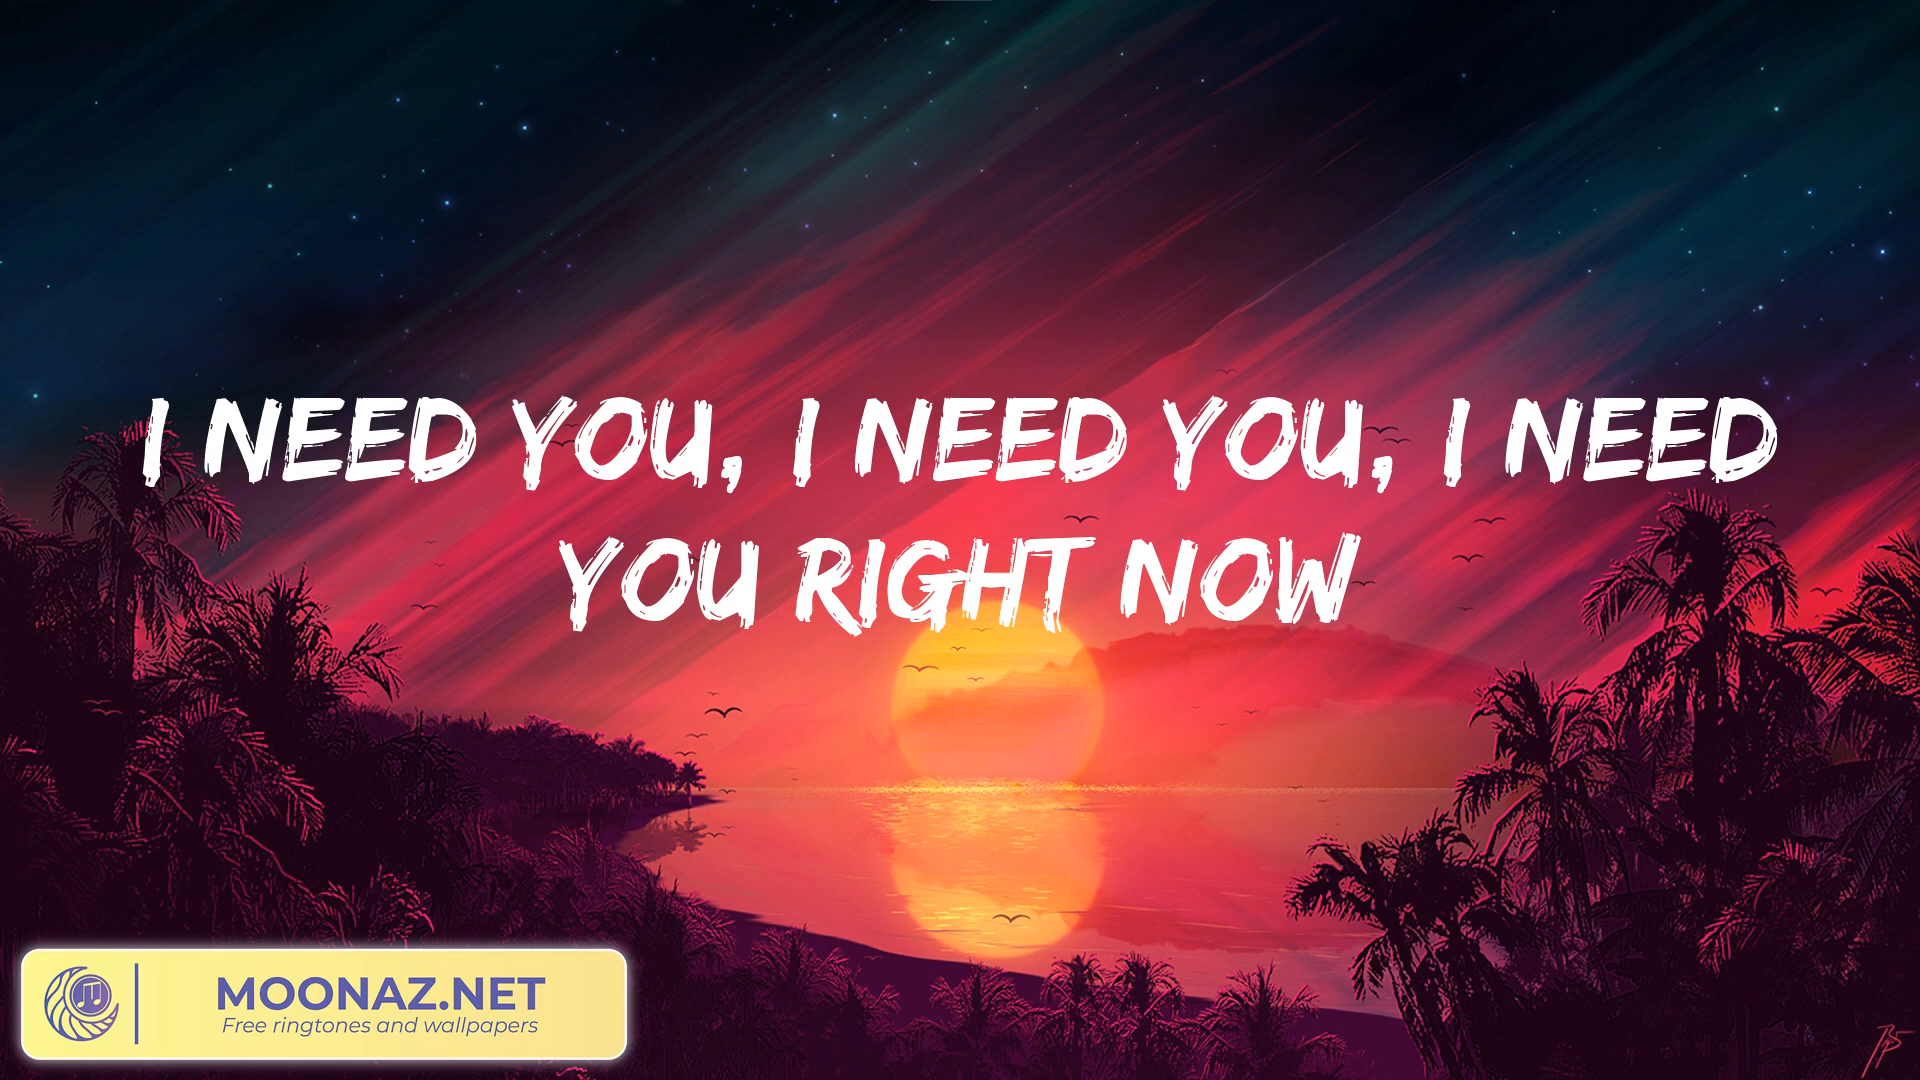 I NEED YOU, I NEED YOU, I NEED
YOU RIGHT NOW
MOONAZ.NET
Free ringtones and wallpapers